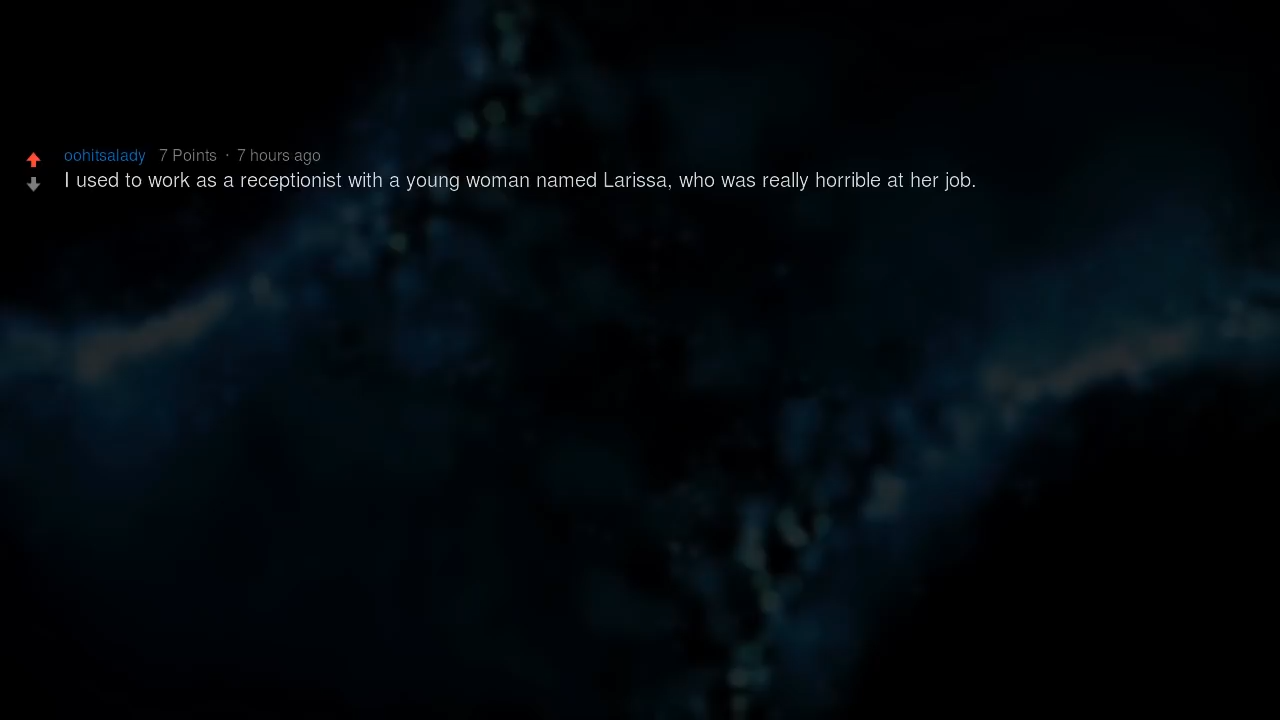 oohitsalady 7 Points · 7 hours ago
I used to work as a receptionist with a young woman named Larissa, who was really horrible at her job.